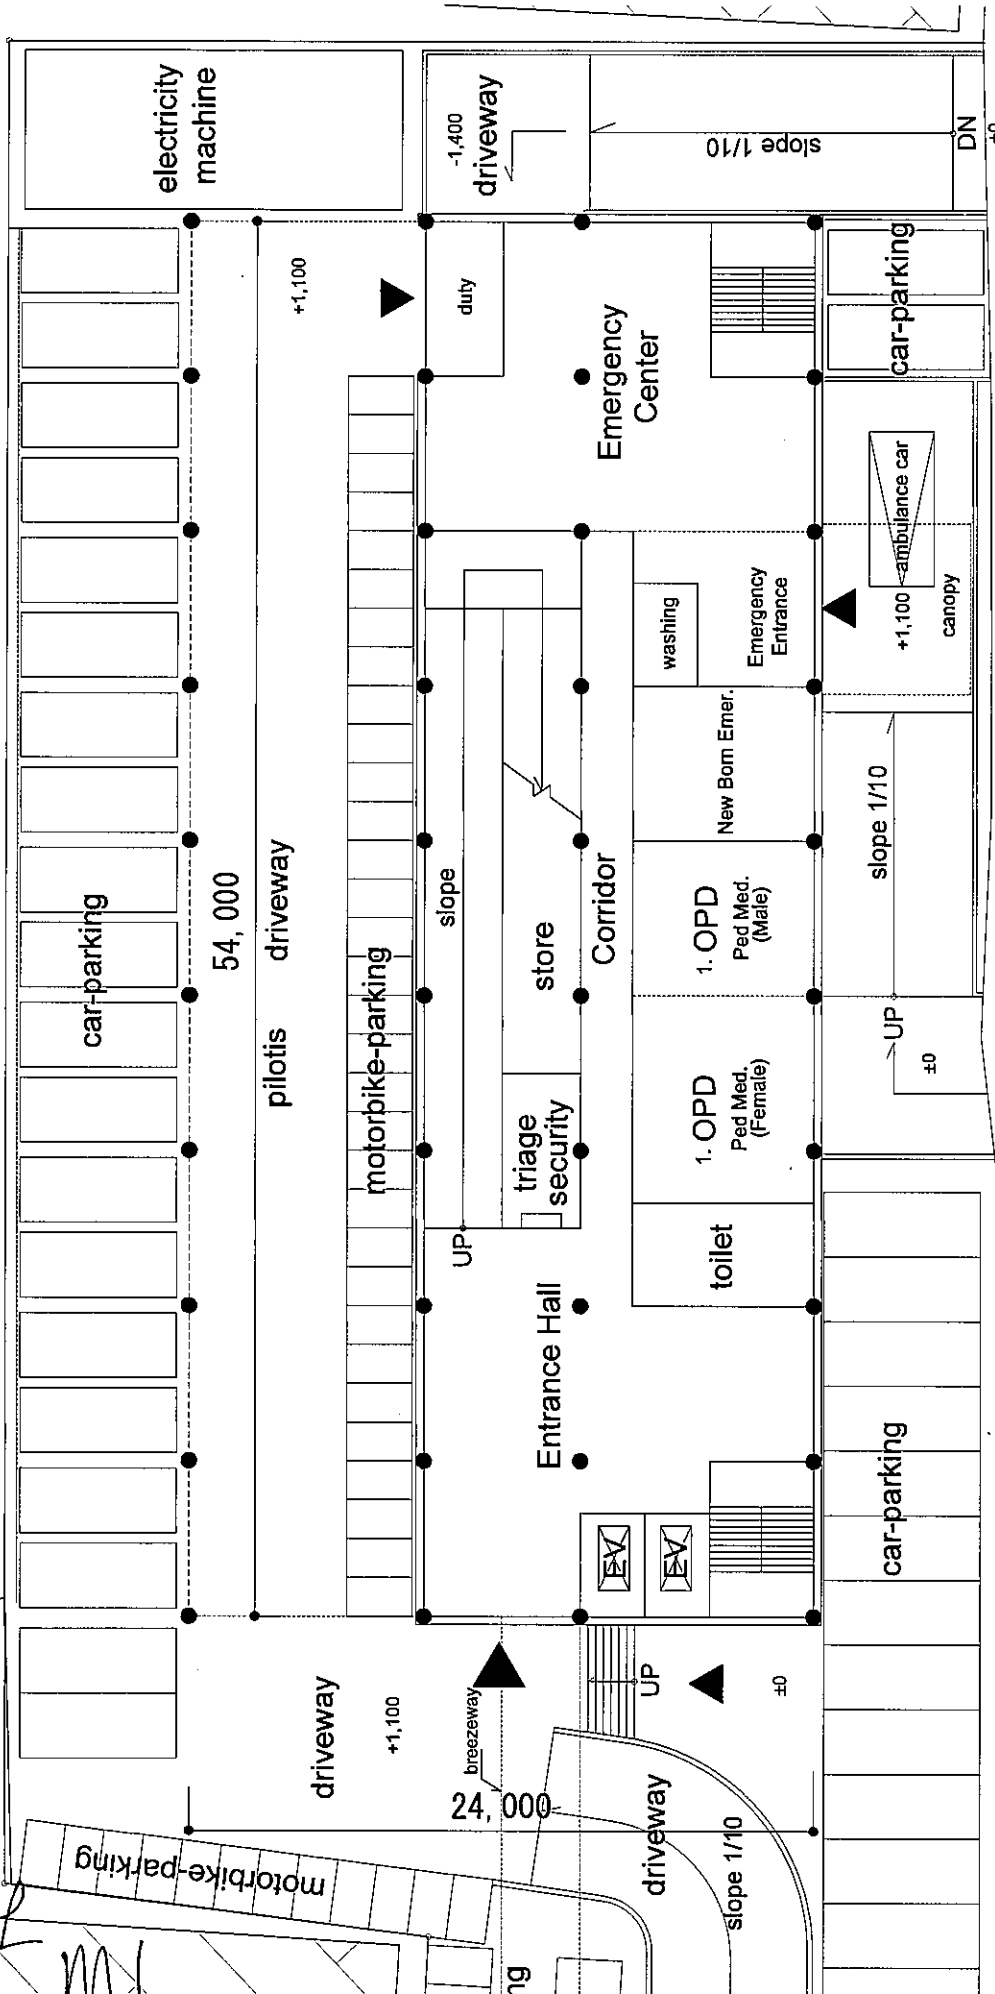 electricity
machine
-1,400
driveway
slope 1/10
DN
car-parking
+1,100
duty
Emergency
Center
car-parking
54,000
pilotis driveway
motorbike-parking
slope
store
Corridor
washing
Emergency
Entrance
New Born Emer.
1. OPD
Ped Med.
(Male)
1. OPD
Ped Med.
(Female)
toilet
triage
security
UP
Entrance Hall
EV
EV
ambulance car
+1,100
canopy
slope 1/10
UP
±0
car-parking
driveway
+1,100
breezeway
24,000
UP
±0
driveway
slope 1/10
motorbike-parking
ng